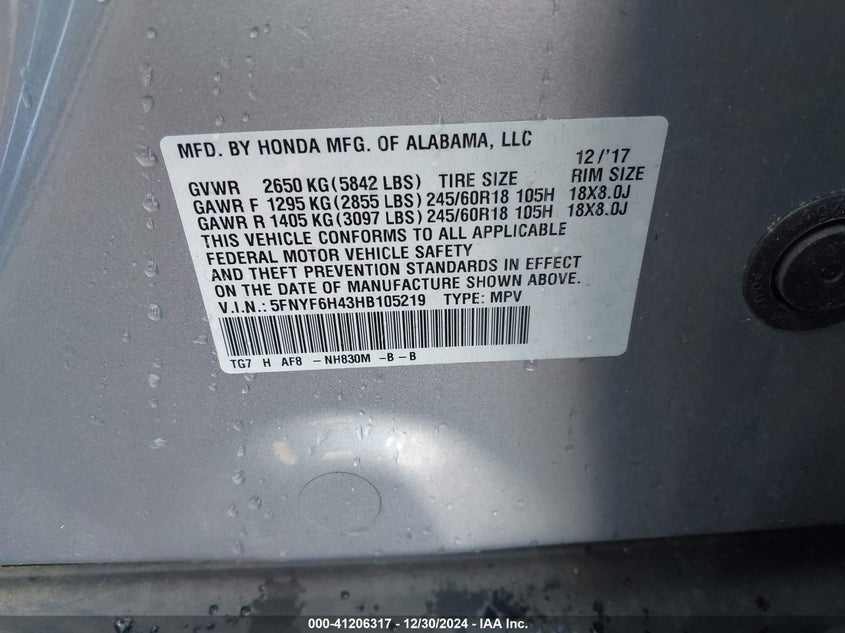 MFD. BY HONDA MFG. OF ALABAMA, LLC
12/'17
GVWR 2650 KG(5842 LBS) TIRE SIZE RIM SIZE
GAWR F 1295 KG(2855 LBS) 245/60R18 105H 18X8.0J
GAWR R 1405 KG(3097 LBS) 245/60R18 105H 18X8.0J
THIS VEHICLE CONFORMS TO ALL APPLICABLE
FEDERAL MOTOR VEHICLE SAFETY
AND THEFT PREVENTION STANDARDS IN EFFECT
ON THE DATE OF MANUFACTURE SHOWN ABOVE.
V.I.N.: 5FNYF6H43HB105219 TYPE: MPV
TG7 H AF8 -NH830M -B-B
000-41206317 - 12/30/2024 - IAA Inc.